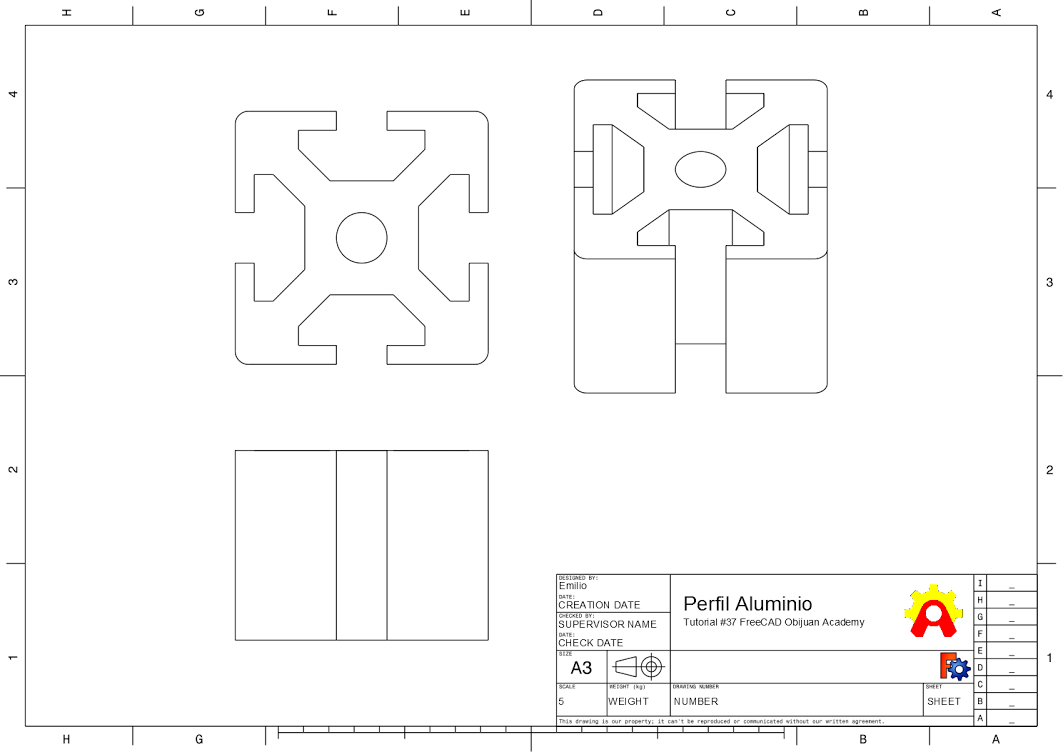 H G F E D C B A
4 4
3 3
2 2
1 1
DESIGNED BY:
Emilio
DATE:
CREATION DATE
CHECKED BY:
SUPERVISOR NAME
DATE:
CHECK DATE
SIZE
A3
Perfil Aluminio
Tutorial #37 FreeCAD Obijuan Academy
SCALE
5
WEIGHT (kg)
WEIGHT
DRAWING NUMBER
NUMBER
SHEET
SHEET
This drawing is our property; it can't be reproduced or communicated without our written agreement.
I _
H _
G _
F _
E _
D _
C _
B _
A _
H G B A